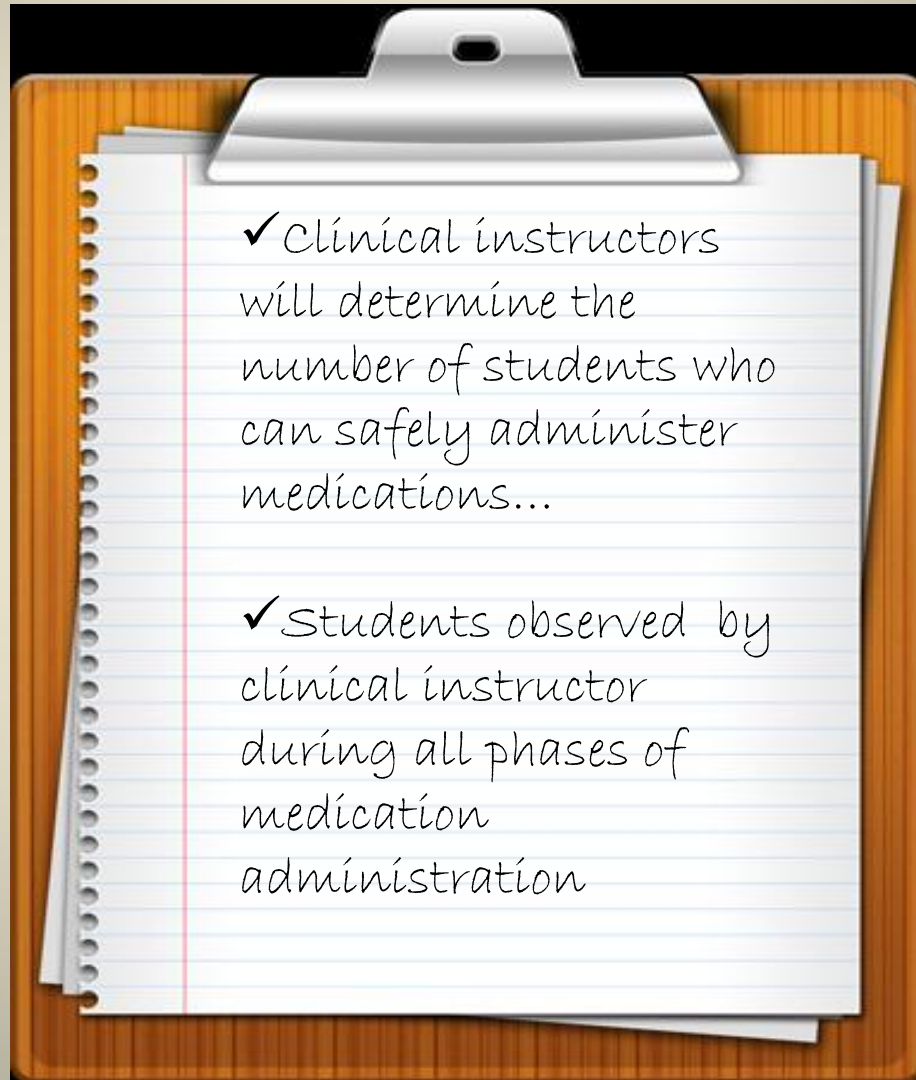 ✓Clinical instructors
will determine the
number of students who
can safely administer
medications...
✓Students observed by
clinical instructor
during all phases of
medication
administration